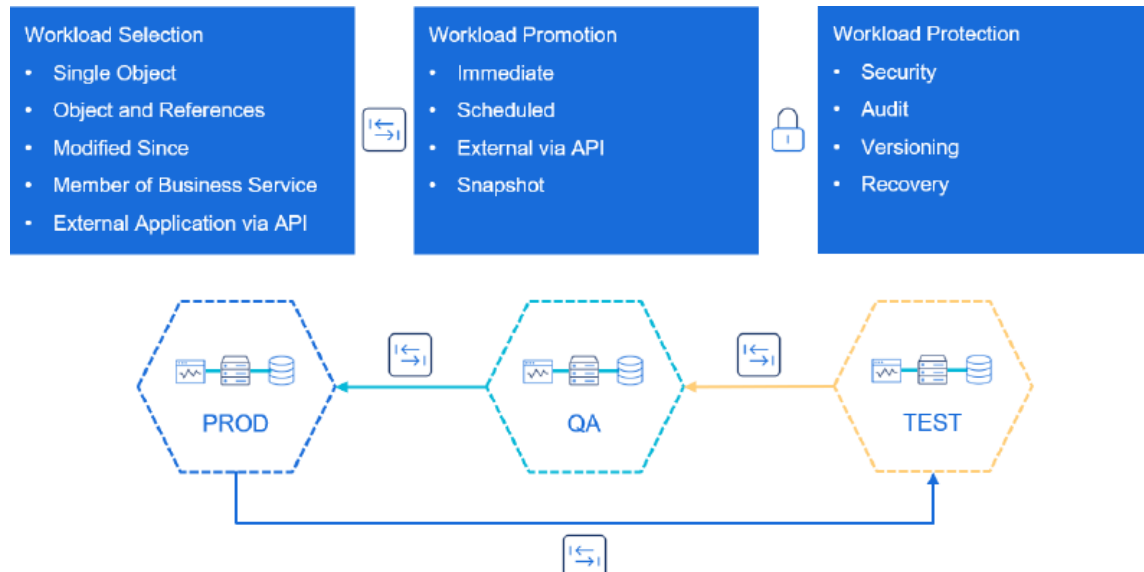 Workload Selection
• Single Object
• Object and References
• Modified Since
• Member of Business Service
• External Application via API
Workload Promotion
• Immediate
• Scheduled
• External via API
• Snapshot
Workload Protection
• Security
• Audit
• Versioning
• Recovery
PROD
QA
TEST